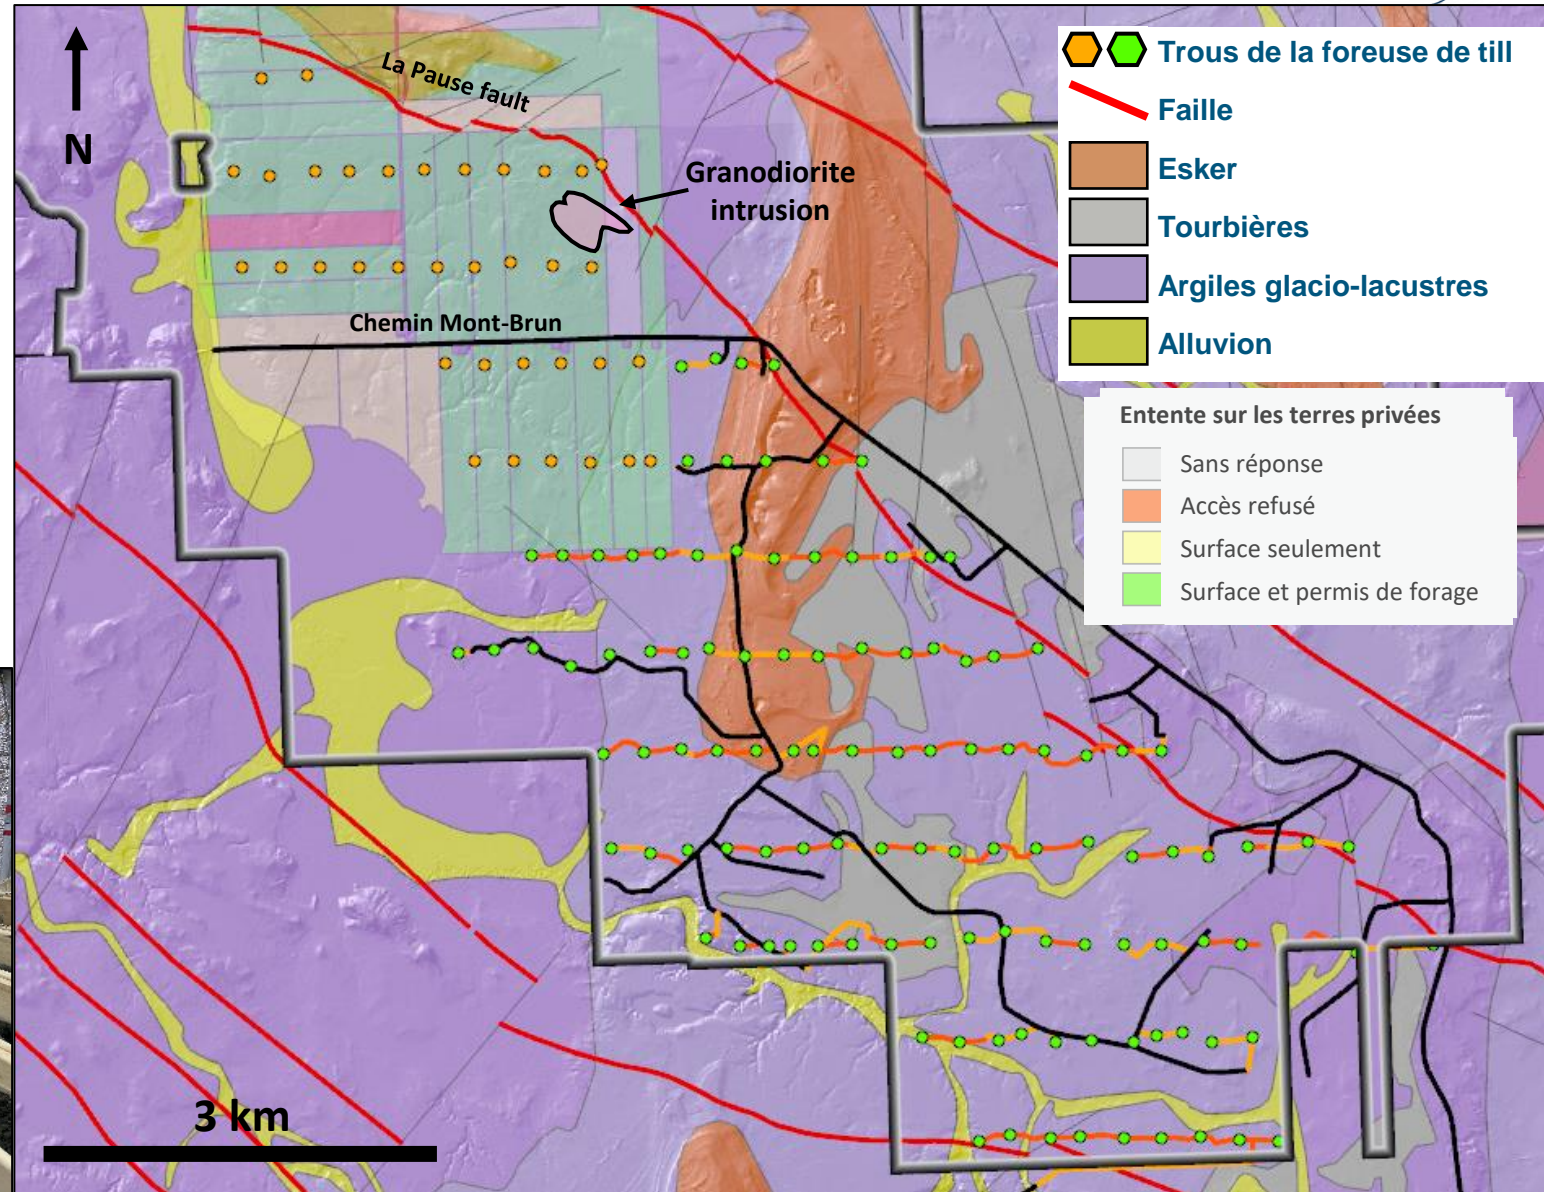 N
La Pause fault
Granodiorite
intrusion
Chemin Mont-Brun
3 km
Trous de la foreuse de till
Faille
Esker
Tourbières
Argiles glacio-lacustres
Alluvion
Entente sur les terres privées
Sans réponse
Accès refusé
Surface seulement
Surface et permis de forage